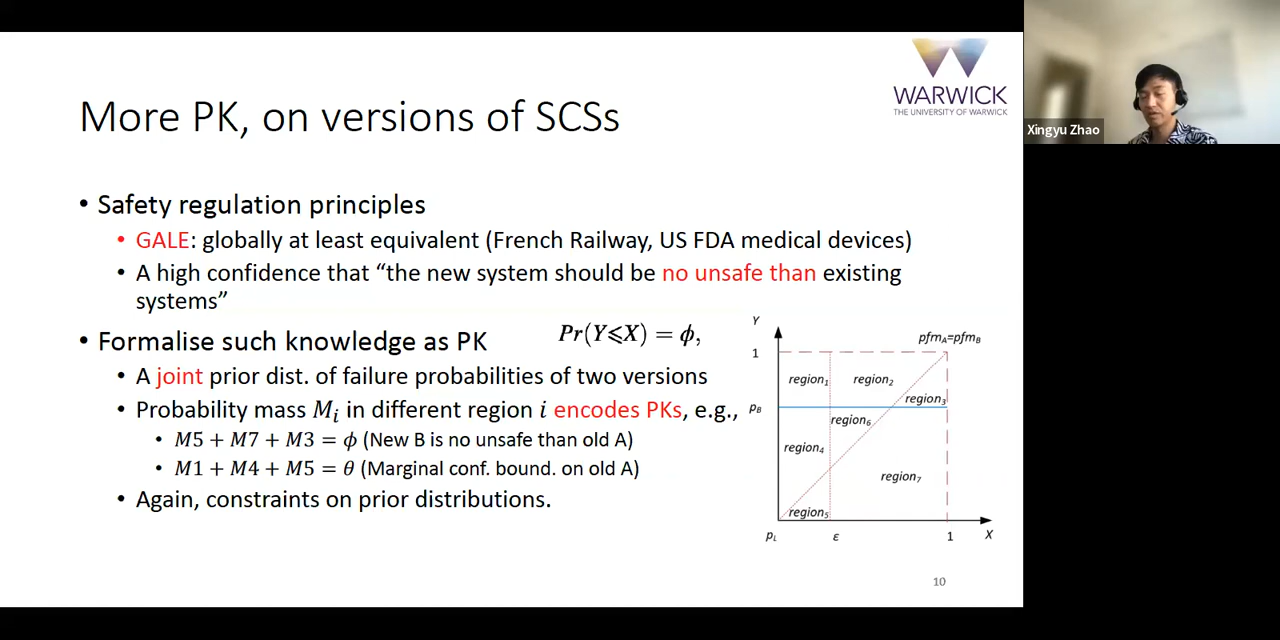 WARWICK
THE UNIVERSITY OF WARWICK
Xingyu Zhao
More PK, on versions of SCSs
• Safety regulation principles
• GALE: globally at least equivalent (French Railway, US FDA medical devices)
• A high confidence that “the new system should be no unsafe than existing
systems”
• Formalise such knowledge as PK
Pr(Y⩽X) = ϕ,
• A joint prior dist. of failure probabilities of two versions
• Probability mass Mᵢ in different region i encodes PKs, e.g.,
• M5 + M7 + M3 = ϕ (New B is no unsafe than old A)
• M1 + M4 + M5 = θ (Marginal conf. bound. on old A)
• Again, constraints on prior distributions.
Y
1
pfm_A=pfm_B
region₁
region₂
region₃
p_B
region₆
region₄
region₇
region₅
p_L
ε
1
X
10